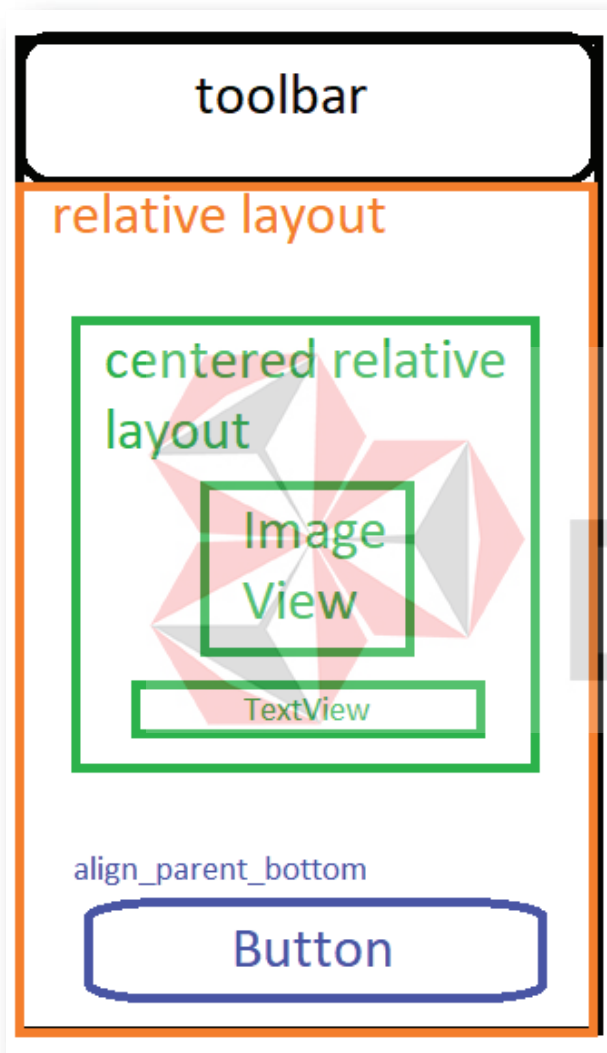 toolbar
relative layout
centered relative
layout
Image
View
TextView
align_parent_bottom
Button